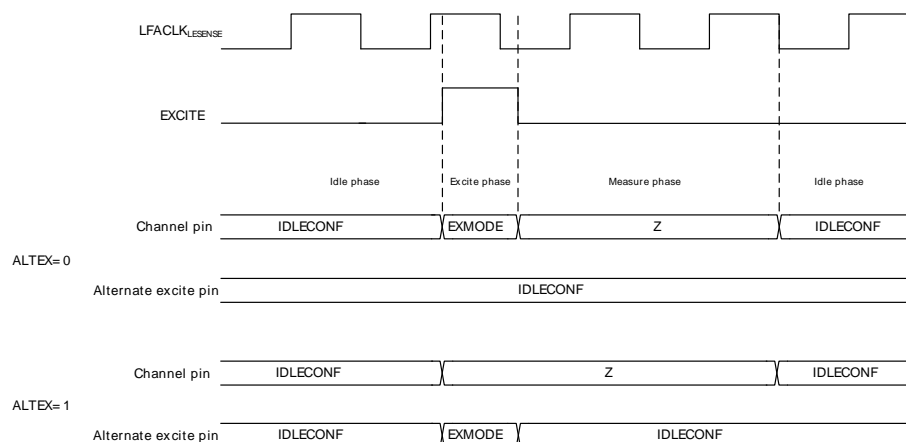 LFACLKLESENSE
EXCITE
Idle phase Excite phase Measure phase Idle phase
Channel pin IDLECONF EXMODE Z IDLECONF
ALTEX= 0
Alternate excite pin IDLECONF
Channel pin IDLECONF Z IDLECONF
ALTEX= 1
Alternate excite pin IDLECONF EXMODE IDLECONF